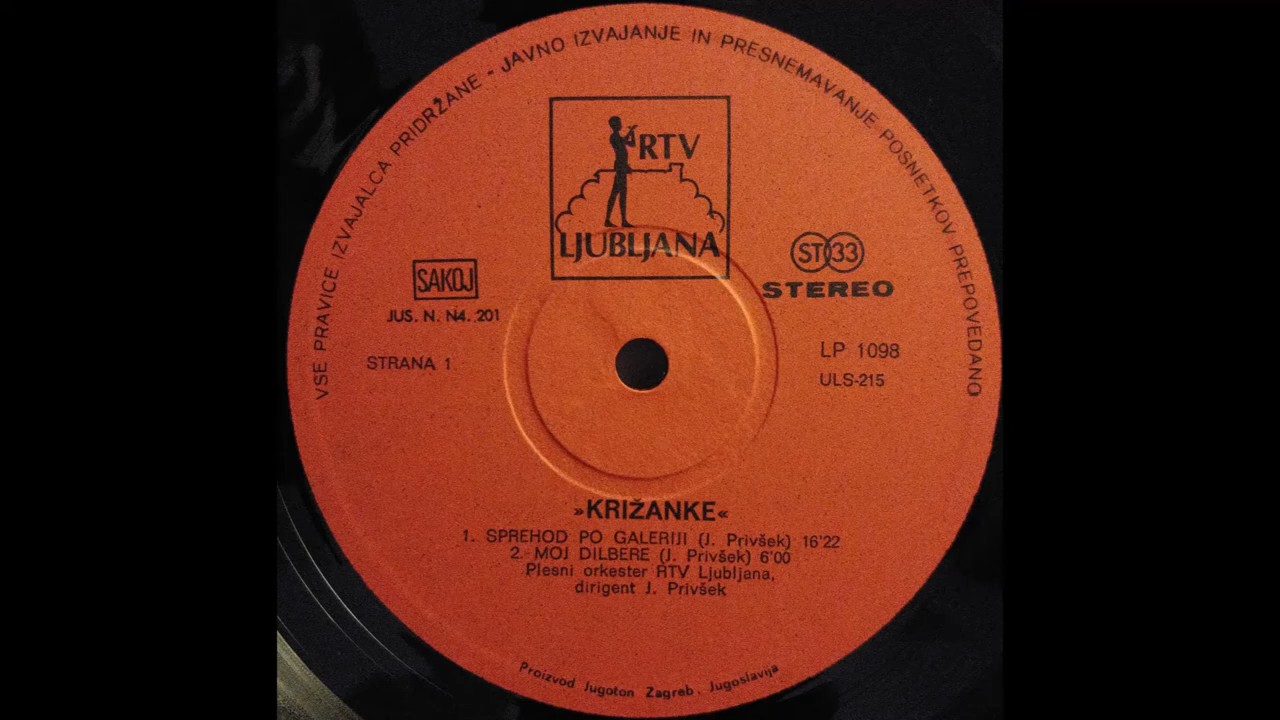 VSE PRAVICE IZVAJALCA PRIDRŽANE - JAVNO IZVAJANJE IN PRESNEMAVANJE POSNETKOV PREPOVEDANO
RTV
LJUBLJANA
SAKOJ
JUS. N. N4. 201
STRANA 1
ST 33
STEREO
LP 1098
ULS-215
»KRIŽANKE«
1. SPREHOD PO GALERIJI (J. Privšek) 16'22
2. MOJ DILBERE (J. Privšek) 6'00
Plesni orkester RTV Ljubljana,
dirigent J. Privšek
Proizvod Jugoton Zagreb. Jugoslavija